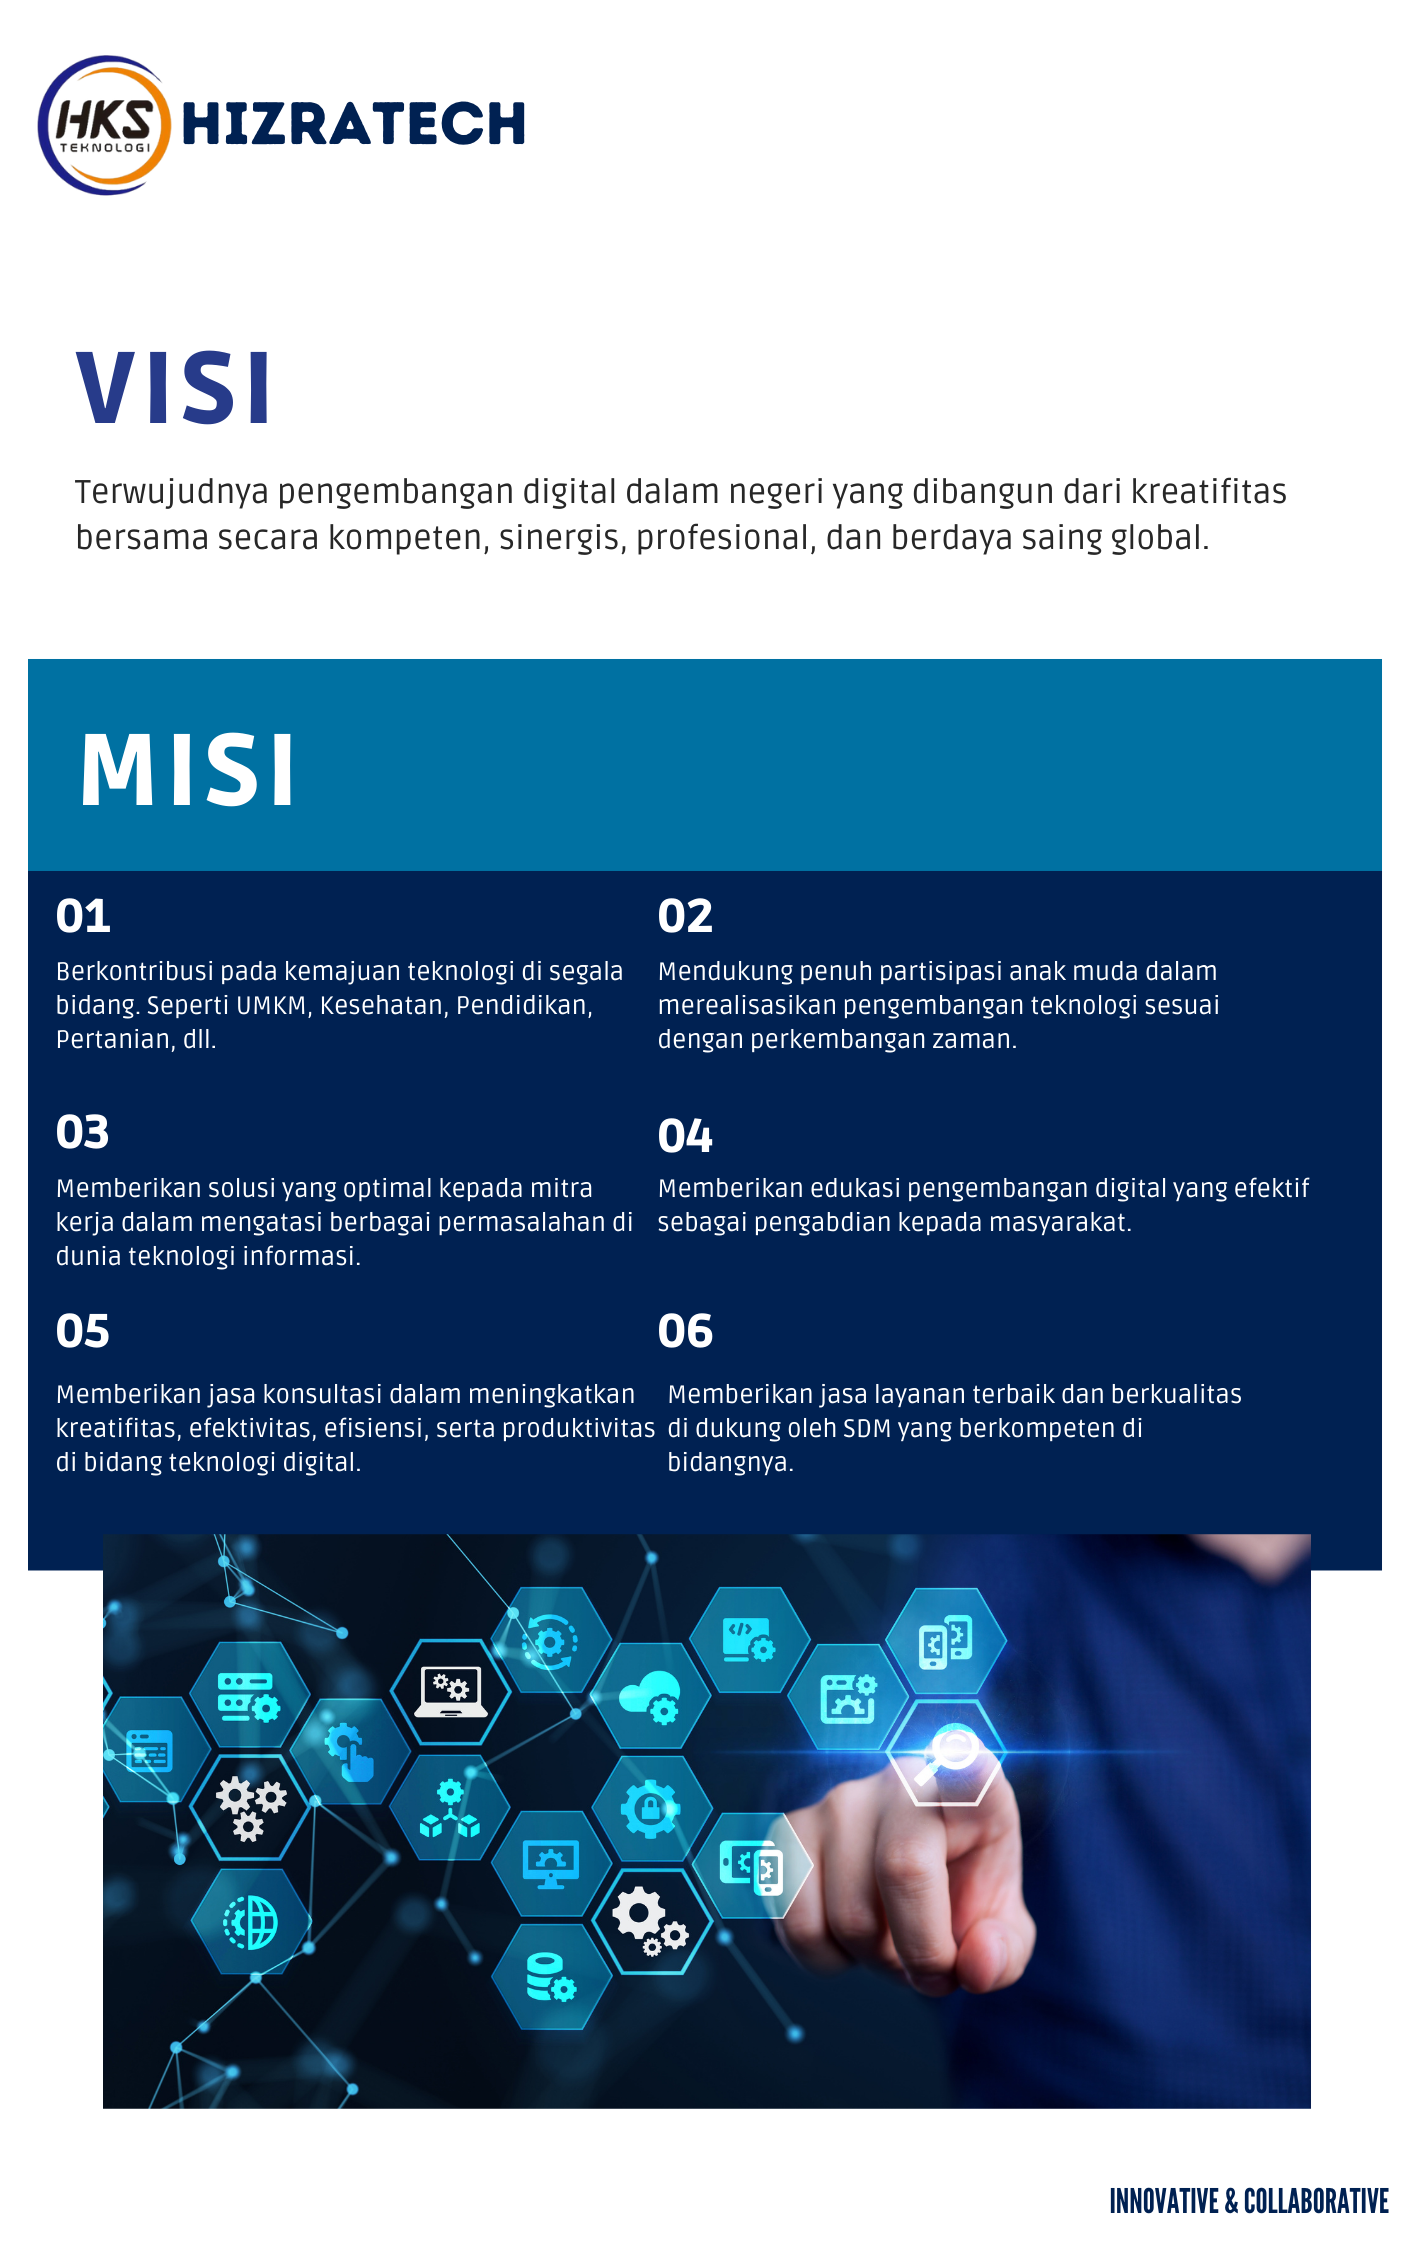 HKS
TEKNOLOGI
HIZRATECH
VISI
Terwujudnya pengembangan digital dalam negeri yang dibangun dari kreatifitas
bersama secara kompeten, sinergis, profesional, dan berdaya saing global.
MISI
01
Berkontribusi pada kemajuan teknologi di segala
bidang. Seperti UMKM, Kesehatan, Pendidikan,
Pertanian, dll.
02
Mendukung penuh partisipasi anak muda dalam
merealisasikan pengembangan teknologi sesuai
dengan perkembangan zaman.
03
Memberikan solusi yang optimal kepada mitra
kerja dalam mengatasi berbagai permasalahan di
dunia teknologi informasi.
04
Memberikan edukasi pengembangan digital yang efektif
sebagai pengabdian kepada masyarakat.
05
Memberikan jasa konsultasi dalam meningkatkan
kreatifitas, efektivitas, efisiensi, serta produktivitas
di bidang teknologi digital.
06
Memberikan jasa layanan terbaik dan berkualitas
di dukung oleh SDM yang berkompeten di
bidangnya.
INNOVATIVE & COLLABORATIVE